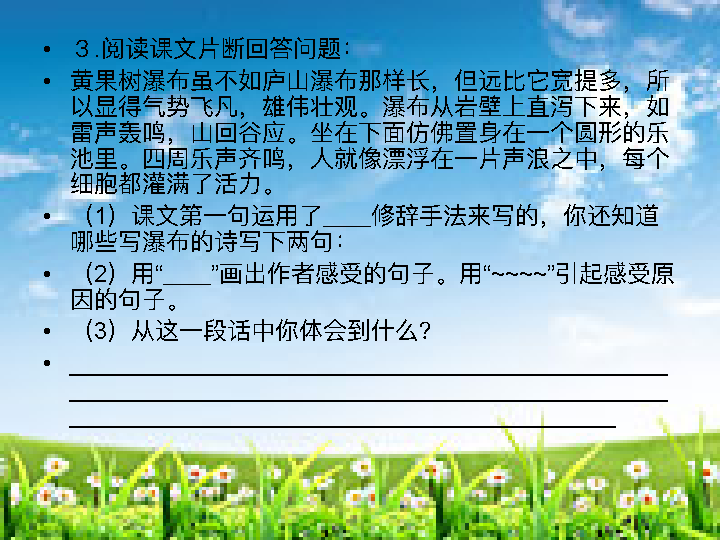 • ３.阅读课文片断回答问题：
• 黄果树瀑布虽不如庐山瀑布那样长，但远比它宽提多，所
以显得气势飞凡，雄伟壮观。瀑布从岩壁上直泻下来，如
雷声轰鸣，山回谷应。坐在下面仿佛置身在一个圆形的乐
池里。四周乐声齐鸣，人就像漂浮在一片声浪之中，每个
细胞都灌满了活力。
• （1）课文第一句运用了____修辞手法来写的，你还知道
哪些写瀑布的诗写下两句：
• （2）用“____”画出作者感受的句子。用“~~~~”引起感受原
因的句子。
• （3）从这一段话中你体会到什么?